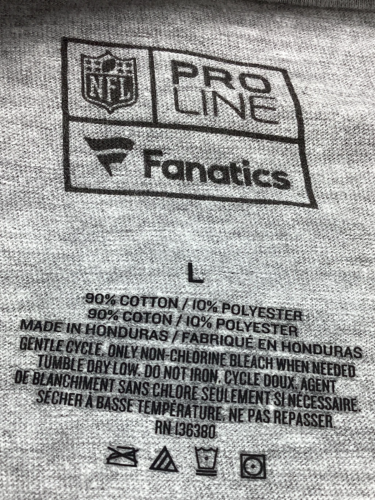 NFL
PRO
LINE
Fanatics
L
90% COTTON / 10% POLYESTER
90% COTON / 10% POLYESTER
MADE IN HONDURAS / FABRIQUÉ EN HONDURAS
GENTLE CYCLE. ONLY NON-CHLORINE BLEACH WHEN NEEDED.
TUMBLE DRY LOW. DO NOT IRON. CYCLE DOUX. AGENT
DE BLANCHIMENT SANS CHLORE SEULEMENT SI NÉCESSAIRE.
SÉCHER À BASSE TEMPÉRATURE. NE PAS REPASSER.
RN 136380